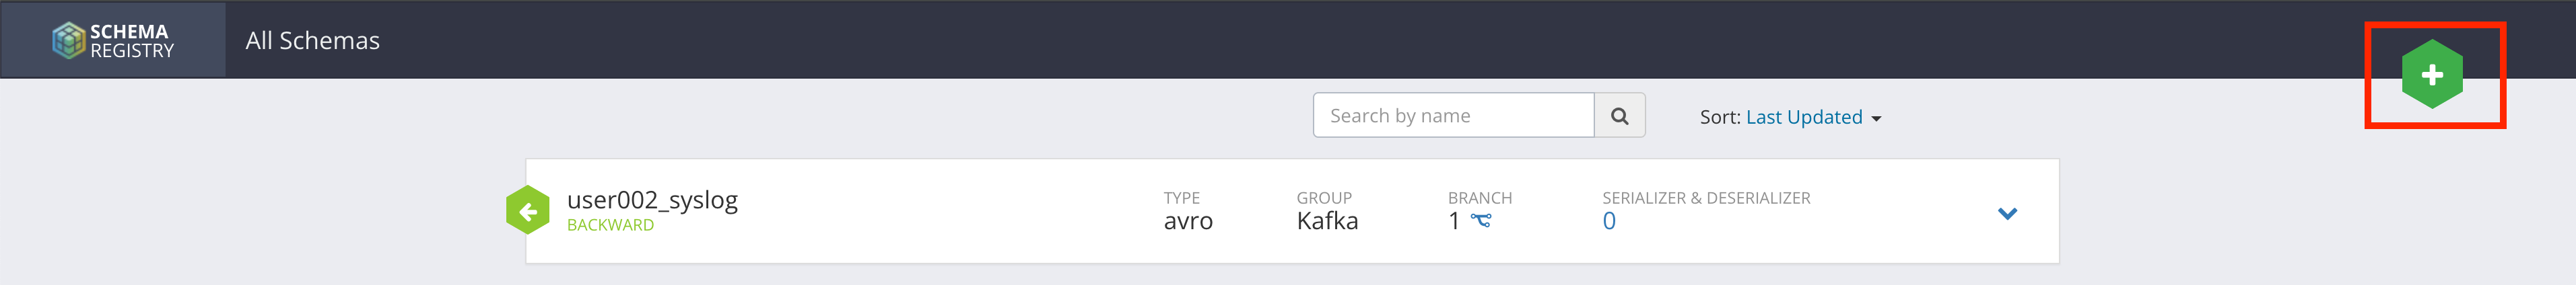 SCHEMA
REGISTRY
All Schemas
Search by name
Sort: Last Updated
user002_syslog
BACKWARD
TYPE
avro
GROUP
Kafka
BRANCH
1
SERIALIZER & DESERIALIZER
0